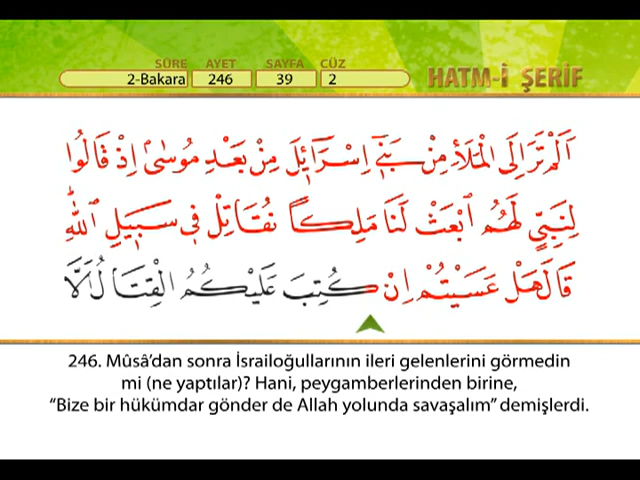 SÛRE AYET SAYFA CÜZ
2-Bakara 246 39 2
HATM-İ ŞERİF
اَلَمْ تَرَ اِلَى الْمَلَأِ مِنْ بَنٖٓي اِسْرَٓائٖلَ مِنْ بَعْدِ مُوسٰىۘ اِذْ قَالُوا
لِنَبِيٍّ لَهُمُ ابْعَثْ لَنَا مَلِكًا نُقَاتِلْ فٖي سَبٖيلِ اللّٰهِؕ
قَالَ هَلْ عَسَيْتُمْ اِنْ كُتِبَ عَلَيْكُمُ الْقِتَالُ اَلَّا
246. Mûsâ’dan sonra İsrailoğullarının ileri gelenlerini görmedin
mi (ne yaptılar)? Hani, peygamberlerinden birine,
“Bize bir hükümdar gönder de Allah yolunda savaşalım” demişlerdi.